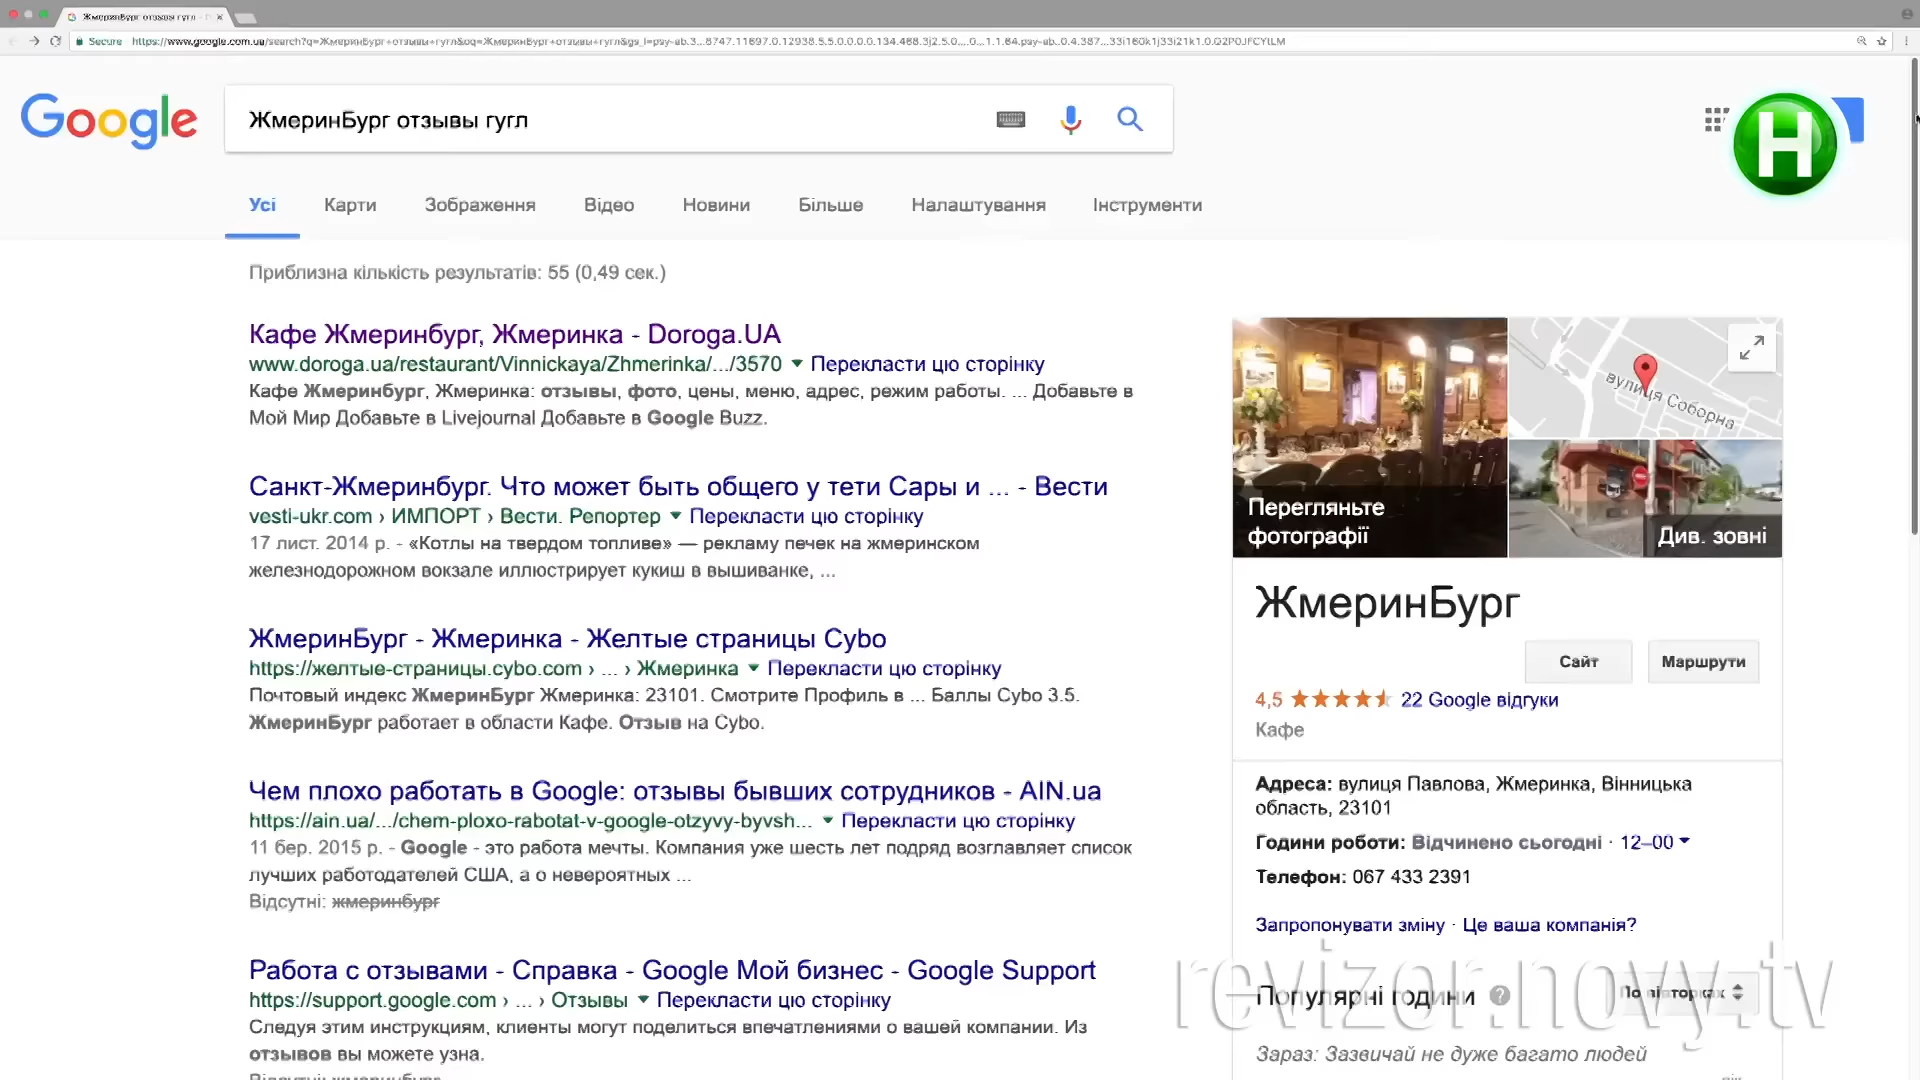 ЖмеринБург отзывы гугл
Secure
Google
ЖмеринБург отзывы гугл
Н
Усі Карти Зображення Відео Новини Більше Налаштування Інструменти
Приблизна кількість результатів: 55 (0,49 сек.)
Кафе Жмеринбург, Жмеринка - Doroga.UA
www.doroga.ua/restaurant/Vinnickaya/Zhmerinka/.../3570 Перекласти цю сторінку
Кафе Жмеринбург, Жмеринка: отзывы, фото, цены, меню, адрес, режим работы. ... Добавьте в
Мой Мир Добавьте в Livejournal Добавьте в Google Buzz.
Санкт-Жмеринбург. Что может быть общего у тети Сары и ... - Вести
vesti-ukr.com › ИМПОРТ › Вести. Репортер Перекласти цю сторінку
17 лист. 2014 р. - «Котлы на твердом топливе» — рекламу печек на жмеринском
железнодорожном вокзале иллюстрирует кукиш в вышиванке, ...
ЖмеринБург - Жмеринка - Желтые страницы Cybo
https://желтые-страницы.cybo.com › ... › Жмеринка Перекласти цю сторінку
Почтовый индекс ЖмеринБург Жмеринка: 23101. Смотрите Профиль в ... Баллы Cybo 3.5.
ЖмеринБург работает в области Кафе. Отзыв на Cybo.
Чем плохо работать в Google: отзывы бывших сотрудников - AIN.ua
https://ain.ua/.../chem-ploxo-rabotat-v-google-otzyvy-byvsh... Перекласти цю сторінку
11 бер. 2015 р. - Google - это работа мечты. Компания уже шесть лет подряд возглавляет список
лучших работодателей США, а о невероятных ...
Відсутні: жмеринбург
Работа с отзывами - Справка - Google Мой бизнес - Google Support
https://support.google.com › ... › Отзывы Перекласти цю сторінку
Следуя этим инструкциям, клиенты могут поделиться впечатлениями о вашей компании. Из
отзывов вы можете узна.
Відсутні: жмеринбург
вулиця Соборна
Перегляньте
фотографії
Див. зовні
ЖмеринБург
Сайт Маршрути
4,5 22 Google відгуки
Кафе
Адреса: вулиця Павлова, Жмеринка, Вінницька
область, 23101
Години роботи: Відчинено сьогодні · 12–00
Телефон: 067 433 2391
Запропонувати зміну · Це ваша компанія?
Популярні години По вівторках
Зараз: Зазвичай не дуже багато людей
revizor.novy.tv